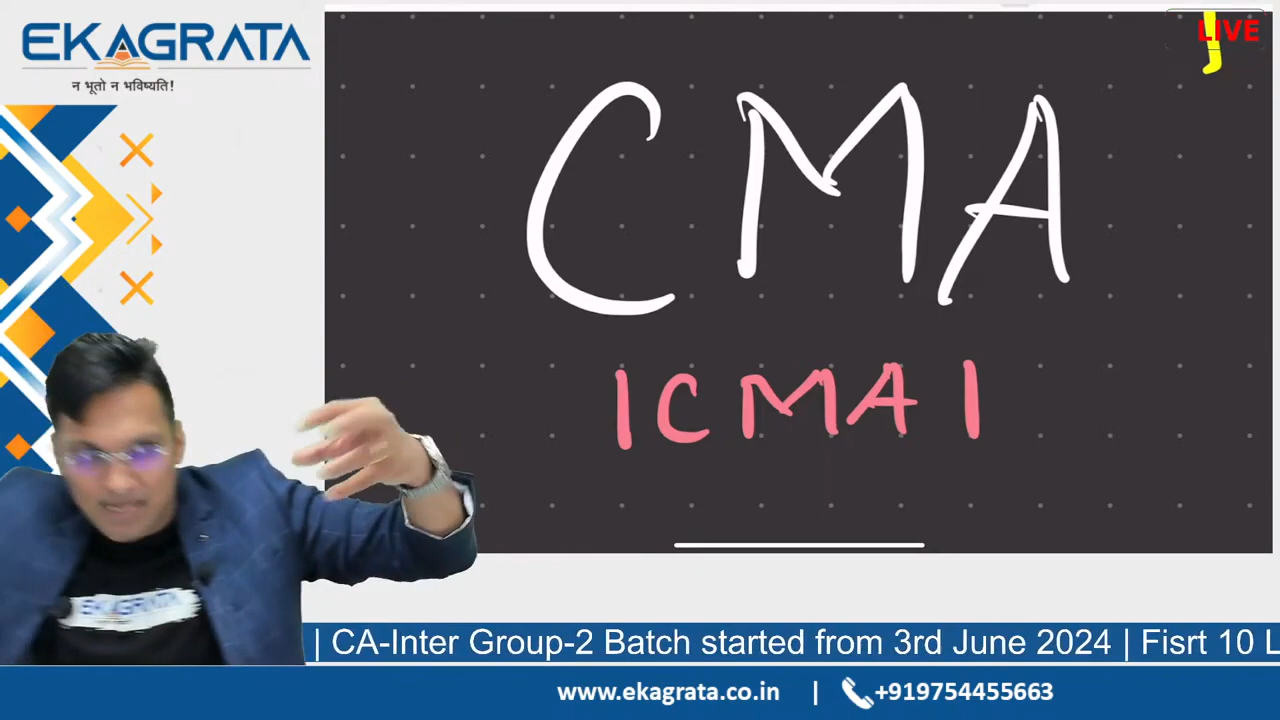 EKAGRATA
न भूतो न भविष्यति!
LIVE
CMA
ICMAI
EKAGRATA
| CA-Inter Group-2 Batch started from 3rd June 2024 | Fisrt 10 L
www.ekagrata.co.in | +919754455663